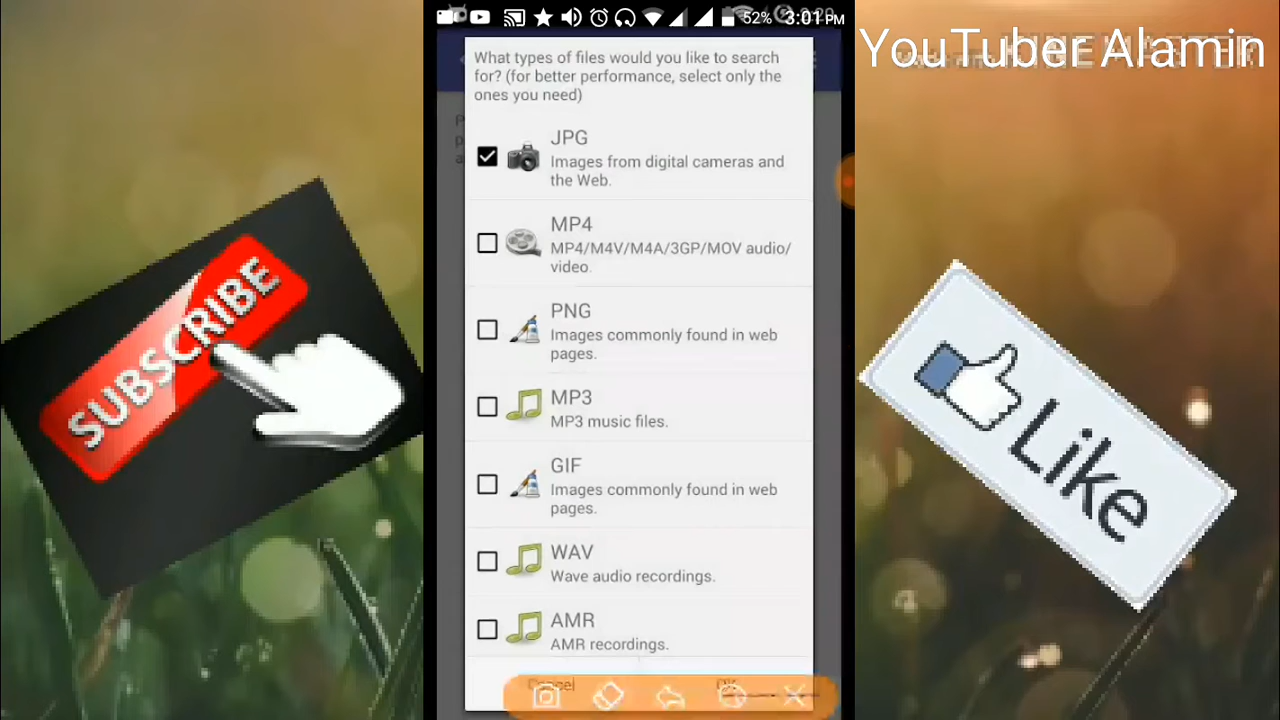 52% 3:01 PM
YouTuber Alamin
What types of files would you like to search
for? (for better performance, select only the
ones you need)
JPG
Images from digital cameras and
the Web.
MP4
MP4/M4V/M4A/3GP/MOV audio/
video.
PNG
Images commonly found in web
pages.
MP3
MP3 music files.
GIF
Images commonly found in web
pages.
WAV
Wave audio recordings.
AMR
AMR recordings.
Cancel
OK
SUBSCRIBE
Like